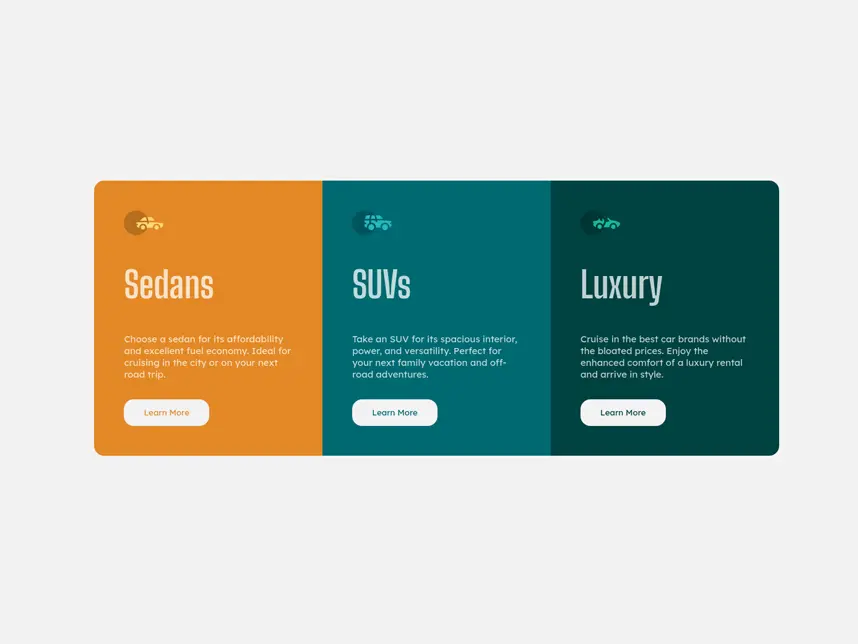 Sedans
Choose a sedan for its affordability
and excellent fuel economy. Ideal for
cruising in the city or on your next
road trip.
Learn More
SUVs
Take an SUV for its spacious interior,
power, and versatility. Perfect for
your next family vacation and off-
road adventures.
Learn More
Luxury
Cruise in the best car brands without
the bloated prices. Enjoy the
enhanced comfort of a luxury rental
and arrive in style.
Learn More